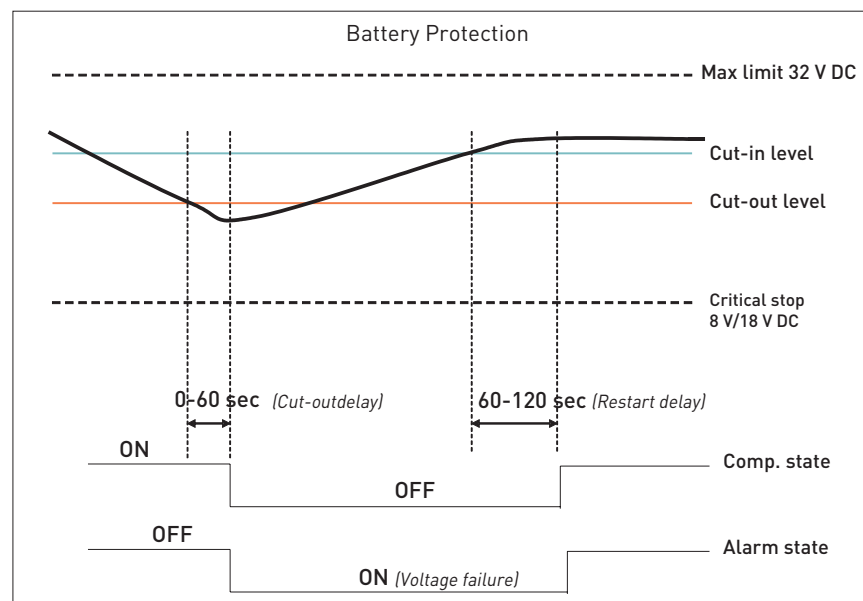 Battery Protection
Max limit 32 V DC
Cut-in level
Cut-out level
Critical stop
8 V/18 V DC
0-60 sec (Cut-outdelay)
60-120 sec (Restart delay)
ON
Comp. state
OFF
OFF
Alarm state
ON (Voltage failure)